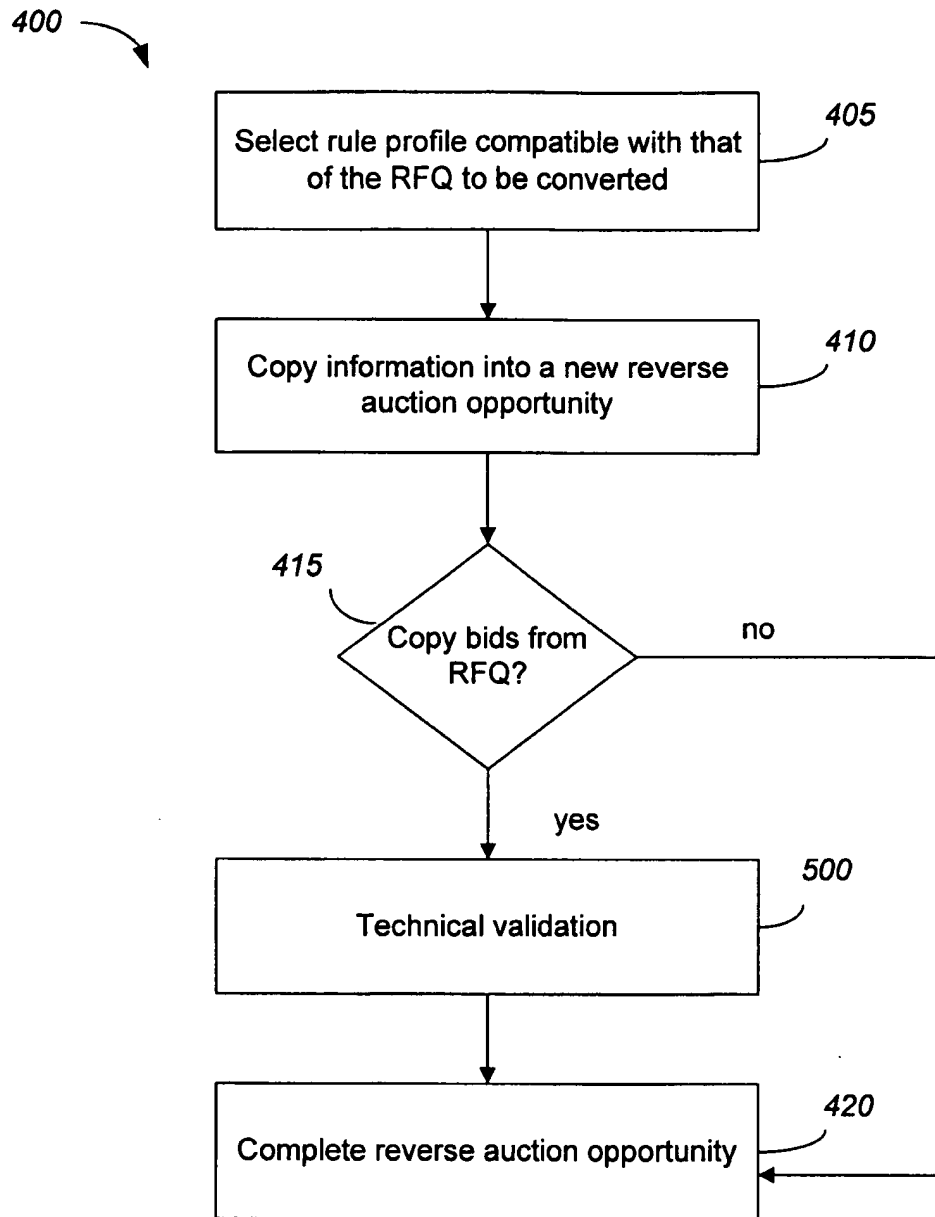 400
405
Select rule profile compatible with that
of the RFQ to be converted
410
Copy information into a new reverse
auction opportunity
415
Copy bids from
RFQ?
no
yes
500
Technical validation
420
Complete reverse auction opportunity